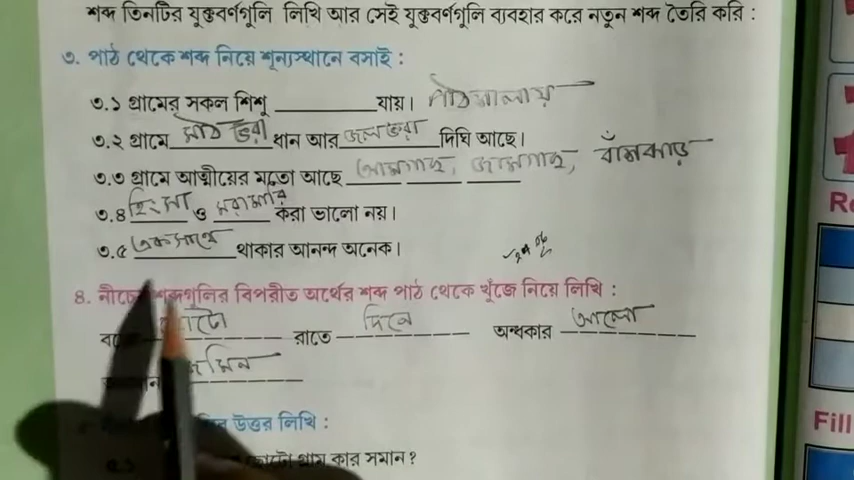 শব্দ তিনটির যুক্তবর্ণগুলি লিখি আর সেই যুক্তবর্ণগুলি ব্যবহার করে নতুন শব্দ তৈরি করি :
৩. পাঠ থেকে শব্দ নিয়ে শূন্যস্থানে বসাই :
৩.১ গ্রামের সকল শিশু ________ যায়। পাঠশালায়
৩.২ গ্রামে মাঠ ভরা ধান আর জলভরা দিঘি আছে।
৩.৩ গ্রামে আত্মীয়ের মতো আছে আমগাছ, জামগাছ, বাঁশঝাড়
৩.৪ হিংসা ও মারামারি করা ভালো নয়।
৩.৫ একসাথে থাকার আনন্দ অনেক।
৪. নীচের শব্দগুলির বিপরীত অর্থের শব্দ পাঠ থেকে খুঁজে নিয়ে লিখি :
রাতে দিনে অন্ধকার আলো
উত্তর লিখি :
গ্রাম কার সমান?
Fill